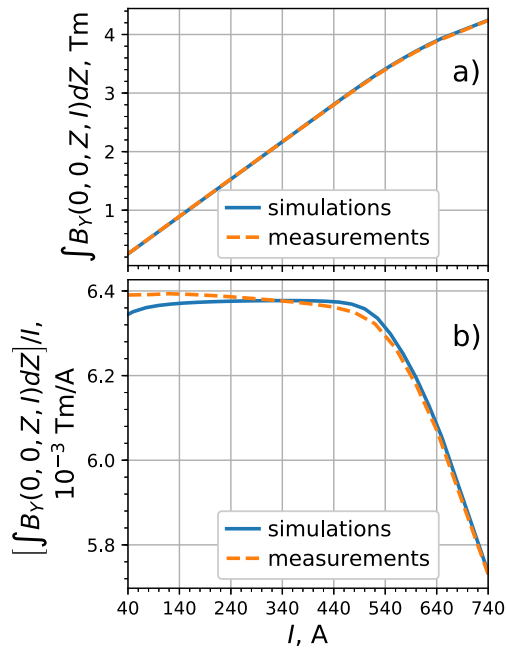 ∫B_Y(0, 0, Z, I)dZ, Tm
4
3
2
1
a)
simulations
measurements
[∫B_Y(0, 0, Z, I)dZ]/I,
10⁻³ Tm/A
6.4
6.2
6.0
5.8
b)
simulations
measurements
40 140 240 340 440 540 640 740
I, A